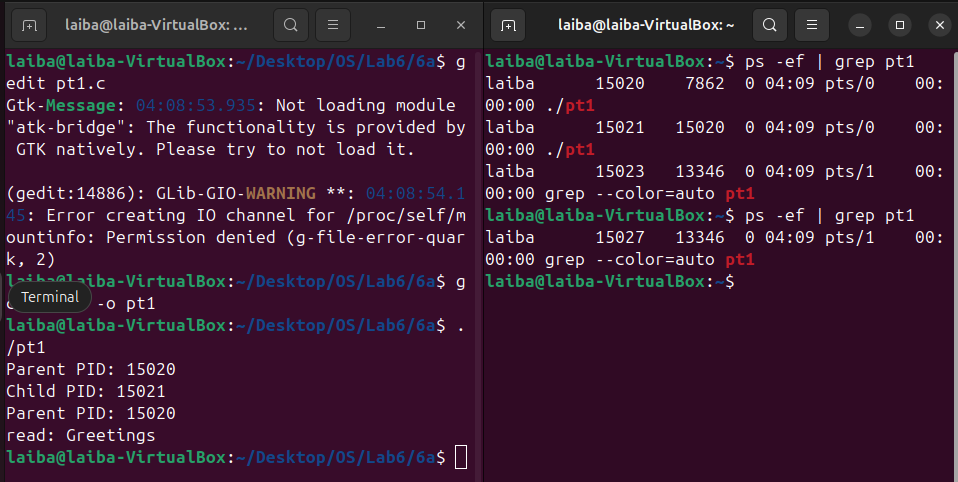 laiba@laiba-VirtualBox: ...
laiba@laiba-VirtualBox:~/Desktop/OS/Lab6/6a$ g
edit pt1.c
Gtk-Message: 04:08:53.935: Not loading module
"atk-bridge": The functionality is provided by
 GTK natively. Please try to not load it.
(gedit:14886): GLib-GIO-WARNING **: 04:08:54.1
45: Error creating IO channel for /proc/self/m
ountinfo: Permission denied (g-file-error-qua
rk, 2)
laiba@laiba-VirtualBox:~/Desktop/OS/Lab6/6a$ g
c
Terminal
-o pt1
laiba@laiba-VirtualBox:~/Desktop/OS/Lab6/6a$ .
/pt1
Parent PID: 15020
Child PID: 15021
Parent PID: 15020
read: Greetings
laiba@laiba-VirtualBox:~/Desktop/OS/Lab6/6a$
laiba@laiba-VirtualBox: ~
laiba@laiba-VirtualBox:~$ ps -ef | grep pt1
laiba      15020    7862  0 04:09 pts/0    00:
00:00 ./pt1
laiba      15021   15020  0 04:09 pts/0    00:
00:00 ./pt1
laiba      15023   13346  0 04:09 pts/1    00:
00:00 grep --color=auto pt1
laiba@laiba-VirtualBox:~$ ps -ef | grep pt1
laiba      15027   13346  0 04:09 pts/1    00:
00:00 grep --color=auto pt1
laiba@laiba-VirtualBox:~$